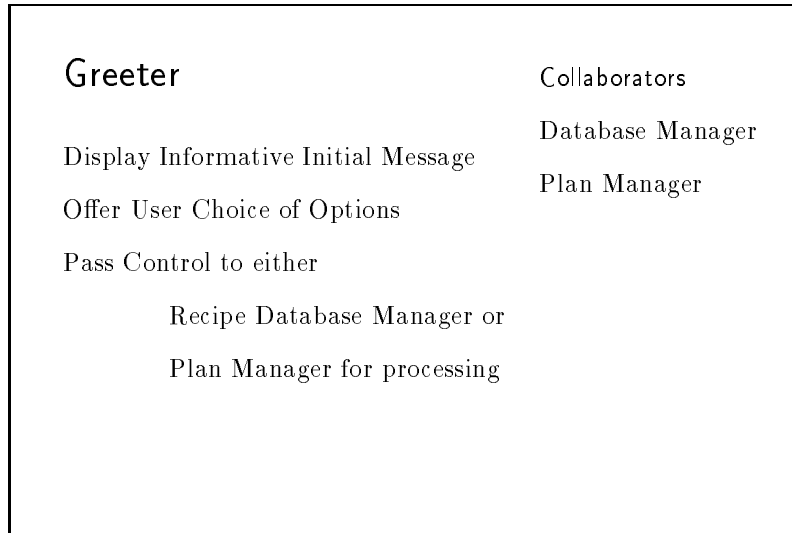 Greeter
Display Informative Initial Message
Offer User Choice of Options
Pass Control to either
Recipe Database Manager or
Plan Manager for processing
Collaborators
Database Manager
Plan Manager